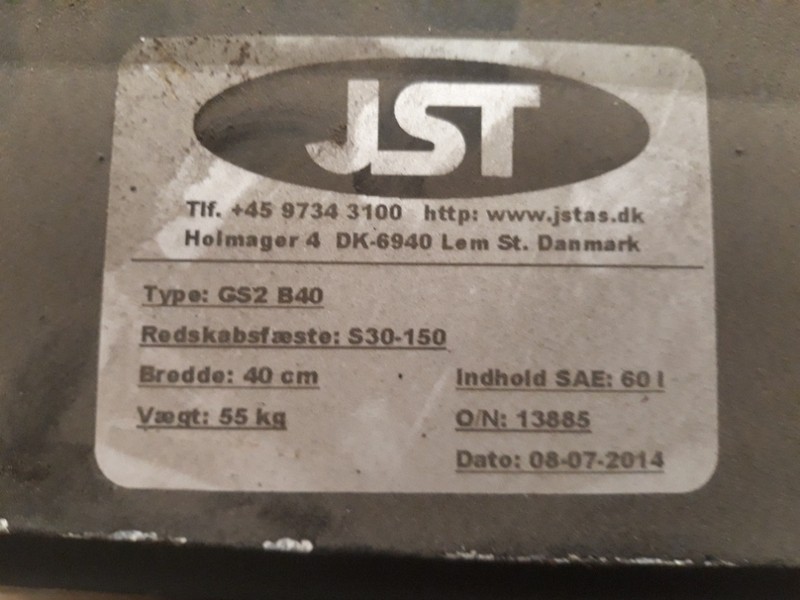 JST
Tlf. +45 9734 3100 http: www.jstas.dk
Holmager 4 DK-6940 Lem St. Danmark
Type: GS2 B40
Redskabsfæste: S30-150
Bredde: 40 cm Indhold SAE: 60 l
Vægt: 55 kg O/N: 13885
Dato: 08-07-2014